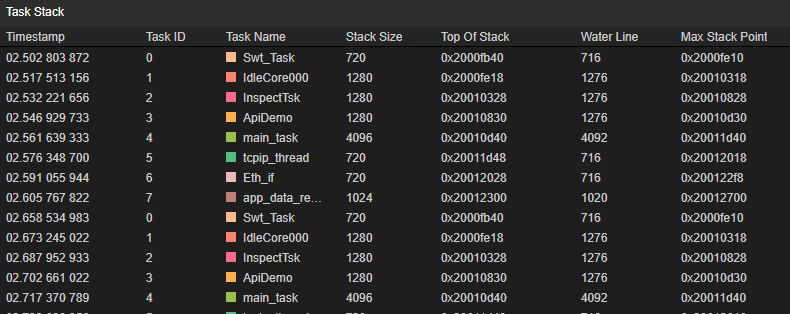 Task Stack
Timestamp Task ID Task Name Stack Size Top Of Stack Water Line Max Stack Point
02.502 803 872 0 Swt_Task 720 0x2000fb40 716 0x2000fe10
02.517 513 156 1 IdleCore000 1280 0x2000fe18 1276 0x20010318
02.532 221 656 2 InspectTsk 1280 0x20010328 1276 0x20010828
02.546 929 733 3 ApiDemo 1280 0x20010830 1276 0x20010d30
02.561 639 333 4 main_task 4096 0x20010d40 4092 0x20011d40
02.576 348 700 5 tcpip_thread 720 0x20011d48 716 0x20012018
02.591 055 944 6 Eth_if 720 0x20012028 716 0x200122f8
02.605 767 822 7 app_data_re... 1024 0x20012300 1020 0x20012700
02.658 534 983 0 Swt_Task 720 0x2000fb40 716 0x2000fe10
02.673 245 022 1 IdleCore000 1280 0x2000fe18 1276 0x20010318
02.687 952 933 2 InspectTsk 1280 0x20010328 1276 0x20010828
02.702 661 022 3 ApiDemo 1280 0x20010830 1276 0x20010d30
02.717 370 789 4 main_task 4096 0x20010d40 4092 0x20011d40